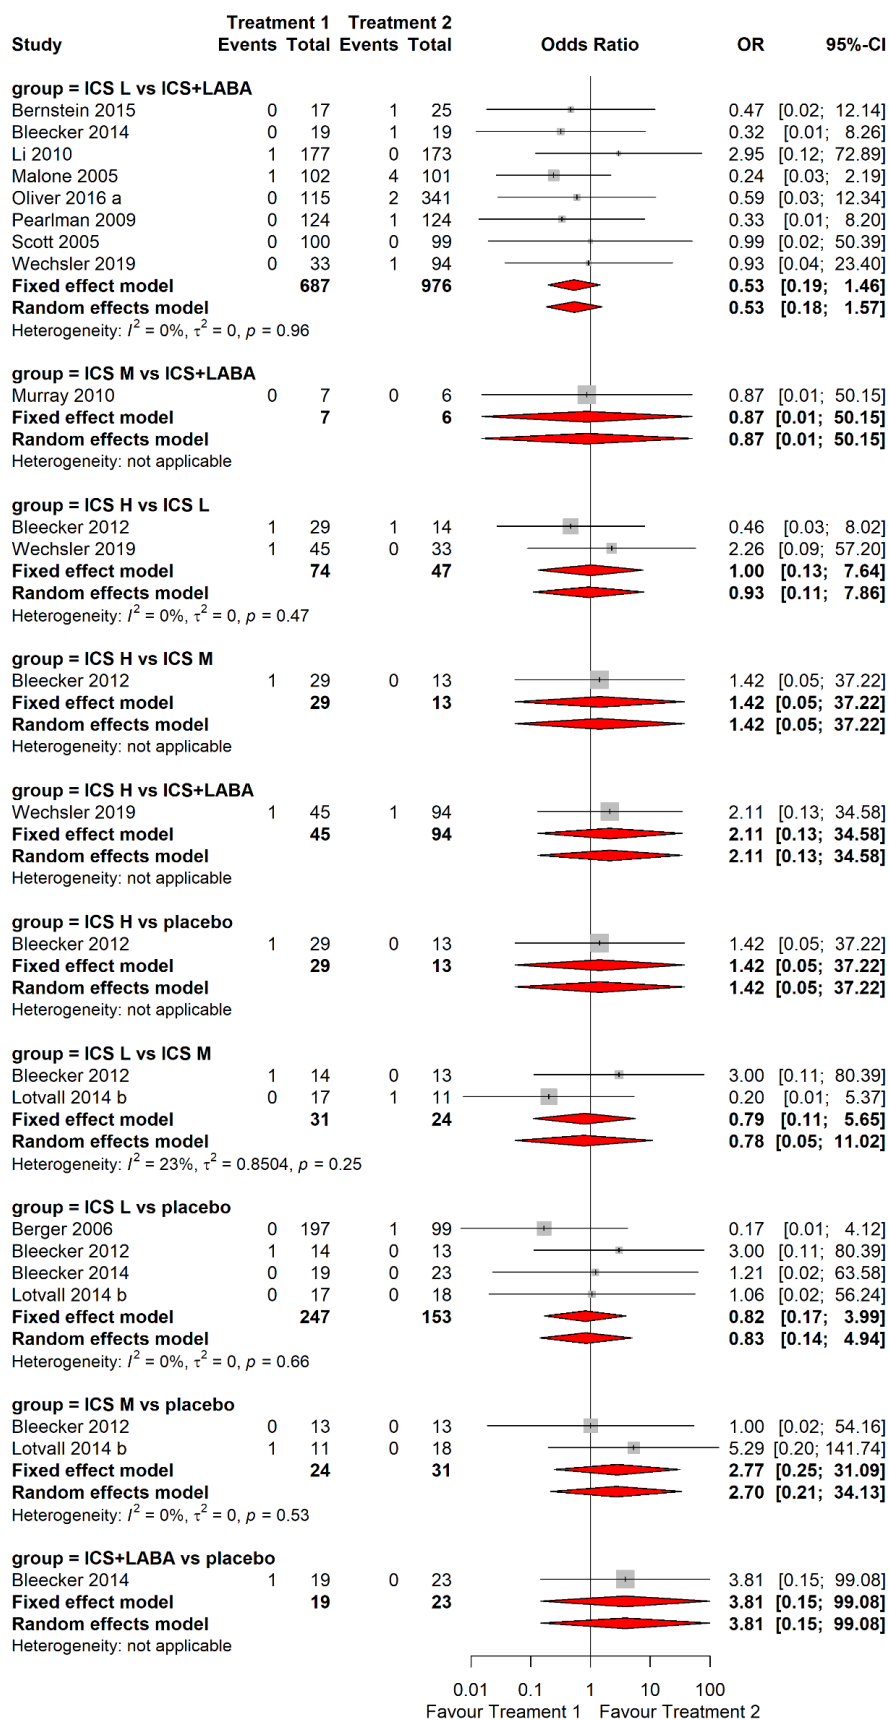 Treatment 1 Treatment 2
Study Events Total Events Total Odds Ratio OR 95%-CI
group = ICS L vs ICS+LABA
Bernstein 2015 0 17 1 25 0.47 [0.02; 12.14]
Bleecker 2014 0 19 1 19 0.32 [0.01; 8.26]
Li 2010 1 177 0 173 2.95 [0.12; 72.89]
Malone 2005 1 102 4 101 0.24 [0.03; 2.19]
Oliver 2016 a 0 115 2 341 0.59 [0.03; 12.34]
Pearlman 2009 0 124 1 124 0.33 [0.01; 8.20]
Scott 2005 0 100 0 99 0.99 [0.02; 50.39]
Wechsler 2019 0 33 1 94 0.93 [0.04; 23.40]
Fixed effect model 687 976 0.53 [0.19; 1.46]
Random effects model 0.53 [0.18; 1.57]
Heterogeneity: I² = 0%, τ² = 0, p = 0.96
group = ICS M vs ICS+LABA
Murray 2010 0 7 0 6 0.87 [0.01; 50.15]
Fixed effect model 7 6 0.87 [0.01; 50.15]
Random effects model 0.87 [0.01; 50.15]
Heterogeneity: not applicable
group = ICS H vs ICS L
Bleecker 2012 1 29 1 14 0.46 [0.03; 8.02]
Wechsler 2019 1 45 0 33 2.26 [0.09; 57.20]
Fixed effect model 74 47 1.00 [0.13; 7.64]
Random effects model 0.93 [0.11; 7.86]
Heterogeneity: I² = 0%, τ² = 0, p = 0.47
group = ICS H vs ICS M
Bleecker 2012 1 29 0 13 1.42 [0.05; 37.22]
Fixed effect model 29 13 1.42 [0.05; 37.22]
Random effects model 1.42 [0.05; 37.22]
Heterogeneity: not applicable
group = ICS H vs ICS+LABA
Wechsler 2019 1 45 1 94 2.11 [0.13; 34.58]
Fixed effect model 45 94 2.11 [0.13; 34.58]
Random effects model 2.11 [0.13; 34.58]
Heterogeneity: not applicable
group = ICS H vs placebo
Bleecker 2012 1 29 0 13 1.42 [0.05; 37.22]
Fixed effect model 29 13 1.42 [0.05; 37.22]
Random effects model 1.42 [0.05; 37.22]
Heterogeneity: not applicable
group = ICS L vs ICS M
Bleecker 2012 1 14 0 13 3.00 [0.11; 80.39]
Lotvall 2014 b 0 17 1 11 0.20 [0.01; 5.37]
Fixed effect model 31 24 0.79 [0.11; 5.65]
Random effects model 0.78 [0.05; 11.02]
Heterogeneity: I² = 23%, τ² = 0.8504, p = 0.25
group = ICS L vs placebo
Berger 2006 0 197 1 99 0.17 [0.01; 4.12]
Bleecker 2012 1 14 0 13 3.00 [0.11; 80.39]
Bleecker 2014 0 19 0 23 1.21 [0.02; 63.58]
Lotvall 2014 b 0 17 0 18 1.06 [0.02; 56.24]
Fixed effect model 247 153 0.82 [0.17; 3.99]
Random effects model 0.83 [0.14; 4.94]
Heterogeneity: I² = 0%, τ² = 0, p = 0.66
group = ICS M vs placebo
Bleecker 2012 0 13 0 13 1.00 [0.02; 54.16]
Lotvall 2014 b 1 11 0 18 5.29 [0.20; 141.74]
Fixed effect model 24 31 2.77 [0.25; 31.09]
Random effects model 2.70 [0.21; 34.13]
Heterogeneity: I² = 0%, τ² = 0, p = 0.53
group = ICS+LABA vs placebo
Bleecker 2014 1 19 0 23 3.81 [0.15; 99.08]
Fixed effect model 19 23 3.81 [0.15; 99.08]
Random effects model 3.81 [0.15; 99.08]
Heterogeneity: not applicable
0.01 0.1 1 10 100
Favour Treament 1 Favour Treatment 2